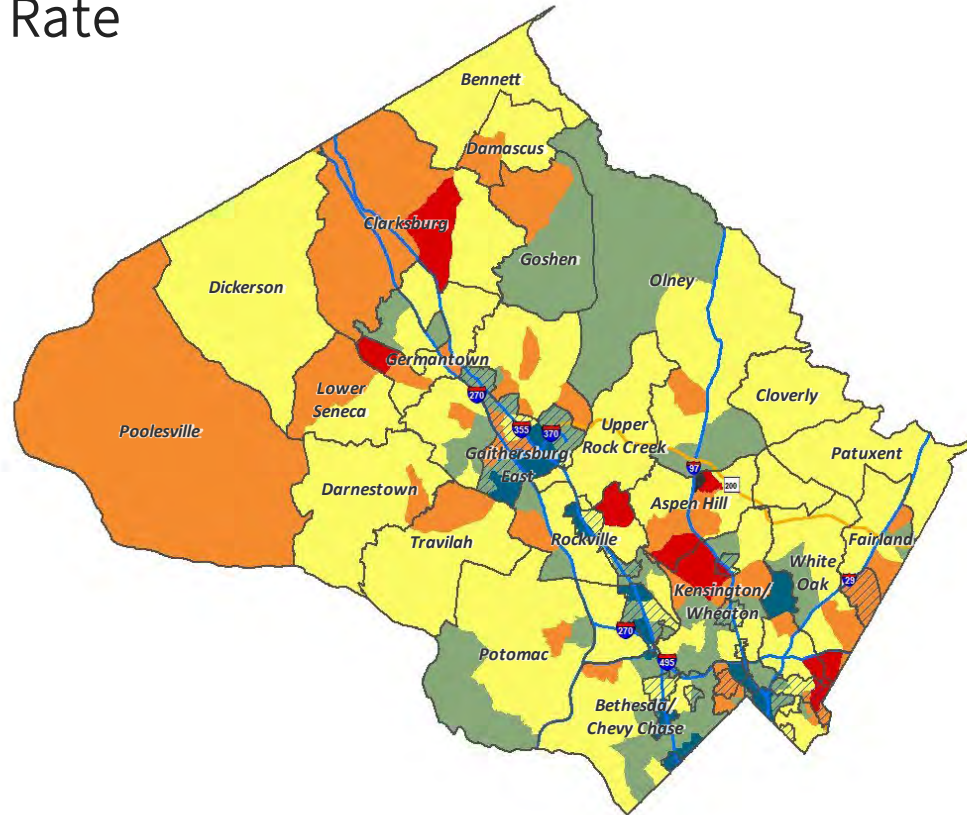 Rate
Bennett
Damascus
Clarksburg
Goshen
Olney
Dickerson
Germantown
Lower
Seneca
270
Cloverly
Poolesville
355
370
Upper
Rock Creek
Gaithersburg
East
Patuxent
97
200
Darnestown
Aspen Hill
Travilah
Rockville
Fairland
White
Oak
29
Kensington/
Wheaton
270
Potomac
495
Bethesda/
Chevy Chase